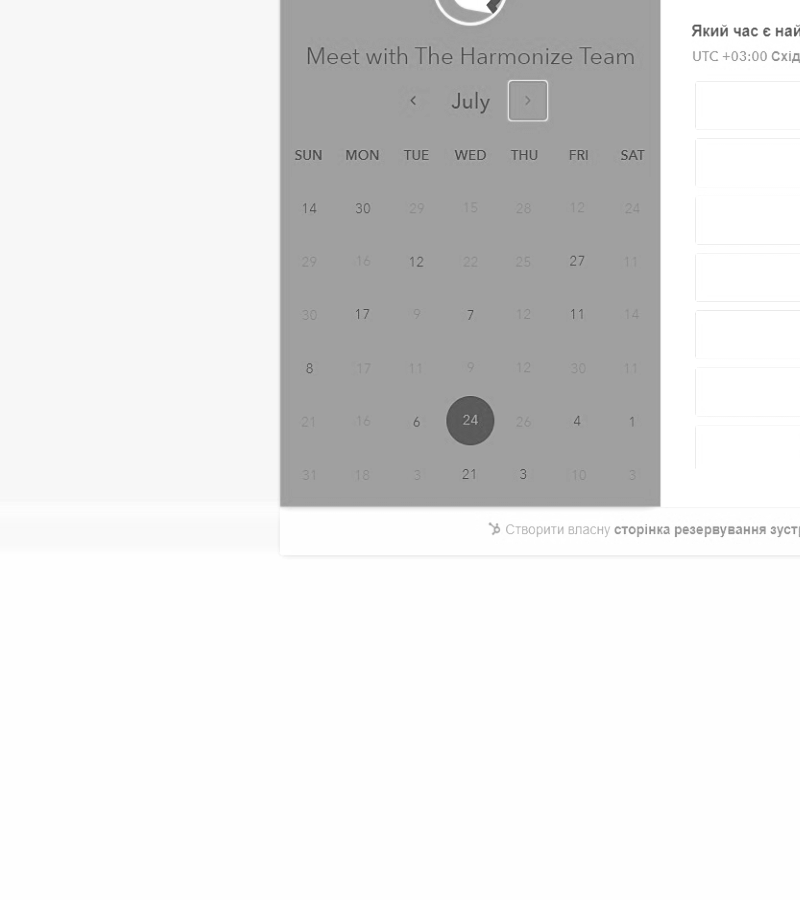 Meet with The Harmonize Team
July
SUN MON TUE WED THU FRI SAT
14 30 29 15 28 12 24
29 16 12 22 25 27 11
30 17 9 7 12 11 14
8 17 11 9 12 30 11
21 16 6 24 26 4 1
31 18 3 21 3 10 3
Який час є най
UTC +03:00 Схід
Створити власну сторінка резервування зуст